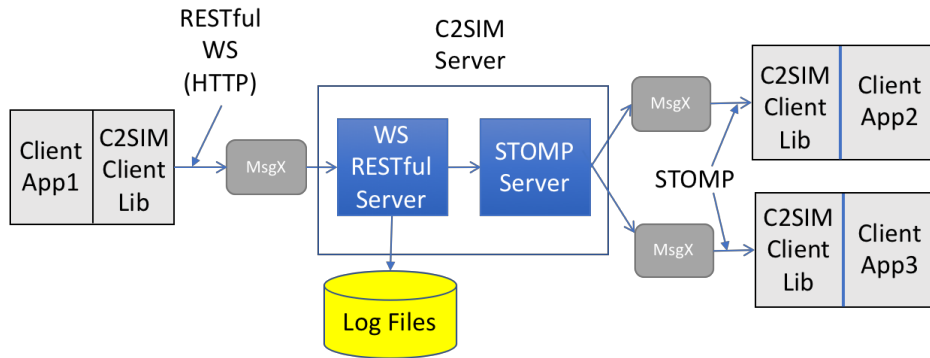 RESTful
WS
(HTTP)
C2SIM
Server
Client
App1
C2SIM
Client
Lib
MsgX
WS
RESTful
Server
STOMP
Server
MsgX
MsgX
STOMP
C2SIM
Client
Lib
Client
App2
C2SIM
Client
Lib
Client
App3
Log Files